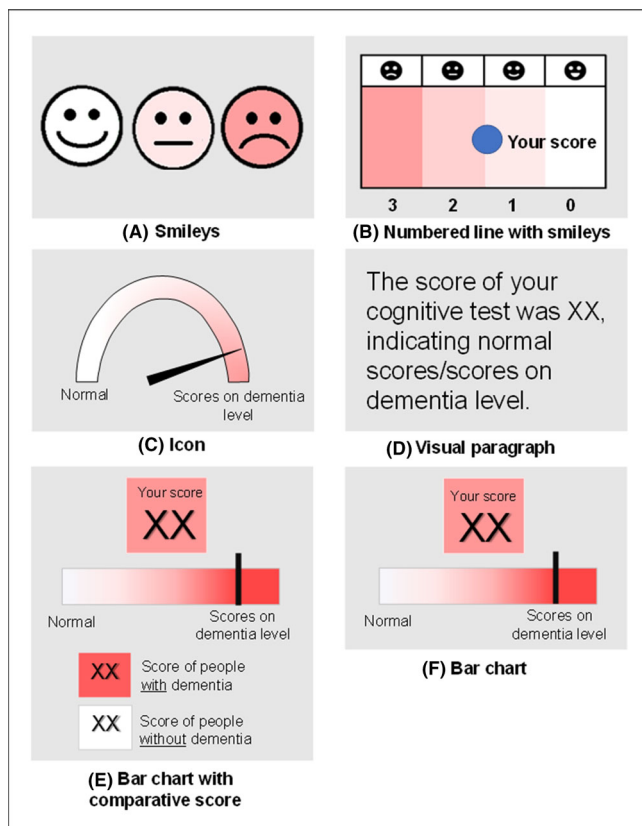 (A) Smileys
Your score
3 2 1 0
(B) Numbered line with smileys
Normal
Scores on dementia
level
(C) Icon
The score of your
cognitive test was XX,
indicating normal
scores/scores on
dementia level.
(D) Visual paragraph
Your score
XX
Normal
Scores on
dementia level
XX
Score of people
with dementia
XX
Score of people
without dementia
(E) Bar chart with
comparative score
Your score
XX
Normal
Scores on
dementia level
(F) Bar chart